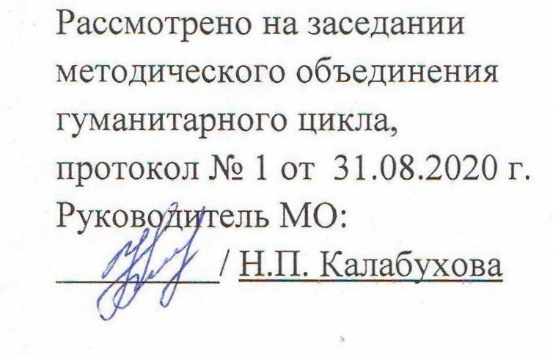 Рассмотрено на заседании
методического объединения
гуманитарного цикла,
протокол № 1 от 31.08.2020 г.
Руководитель МО:
/ Н.П. Калабухова